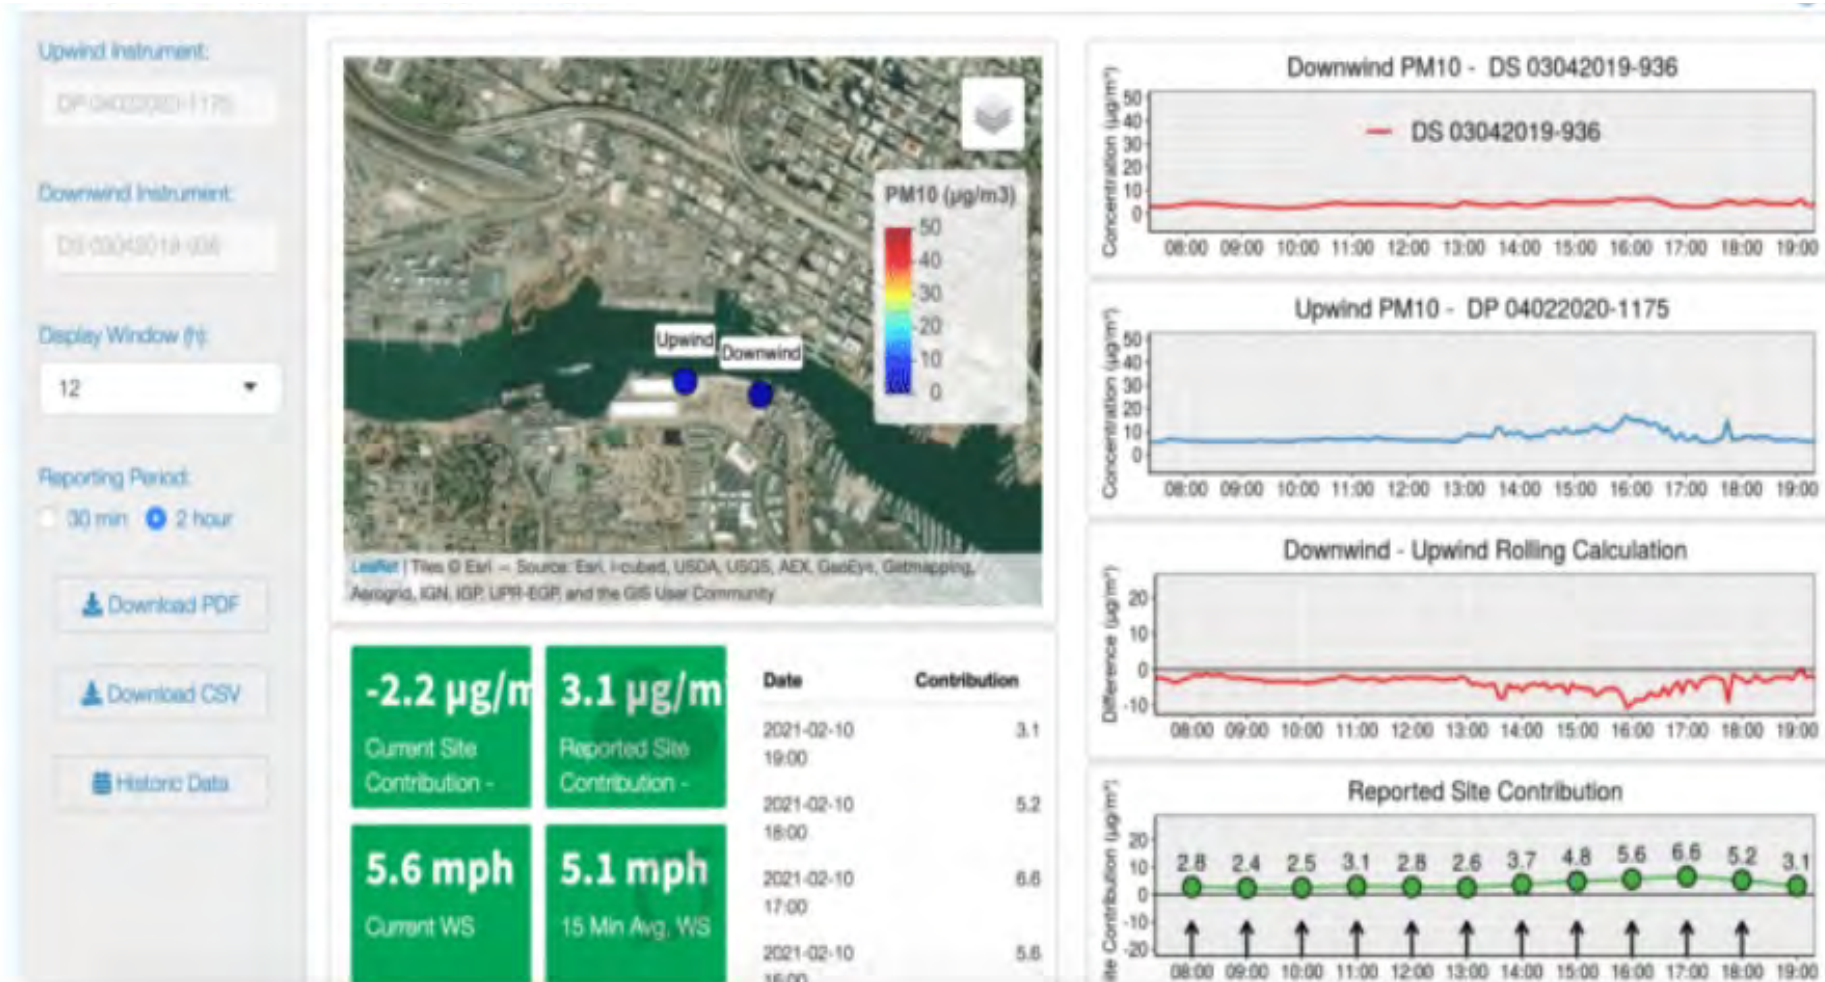 Upwind Instrument:
DP 04022020-1175
Downwind Instrument:
DS 03042019-936
Display Window (h):
12
Reporting Period:
30 min 2 hour
Download PDF
Download CSV
Historic Data
PM10 (µg/m3)
50
40
30
20
10
0
Upwind
Downwind
Leaflet | Tiles © Esri — Source: Esri, i-cubed, USDA, USGS, AEX, GeoEye, Getmapping,
Aerogrid, IGN, IGP, UPR-EGP, and the GIS User Community
-2.2 µg/m
Current Site
Contribution -
3.1 µg/m
Reported Site
Contribution -
5.6 mph
Current WS
5.1 mph
15 Min Avg, WS
Date Contribution
2021-02-10 3.1
19:00
2021-02-10 5.2
18:00
2021-02-10 6.6
17:00
2021-02-10 5.6
16:00
Downwind PM10 - DS 03042019-936
Concentration (µg/m³)
50
40
30
20
10
0
DS 03042019-936
08:00 09:00 10:00 11:00 12:00 13:00 14:00 15:00 16:00 17:00 18:00 19:00
Upwind PM10 - DP 04022020-1175
Concentration (µg/m³)
50
40
30
20
10
0
08:00 09:00 10:00 11:00 12:00 13:00 14:00 15:00 16:00 17:00 18:00 19:00
Downwind - Upwind Rolling Calculation
Difference (µg/m³)
20
10
0
-10
08:00 09:00 10:00 11:00 12:00 13:00 14:00 15:00 16:00 17:00 18:00 19:00
Reported Site Contribution
ite Contribution (µg/m³)
20
10
0
-10
-20
2.8 2.4 2.5 3.1 2.8 2.6 3.7 4.8 5.6 6.6 5.2 3.1
08:00 09:00 10:00 11:00 12:00 13:00 14:00 15:00 16:00 17:00 18:00 19:00